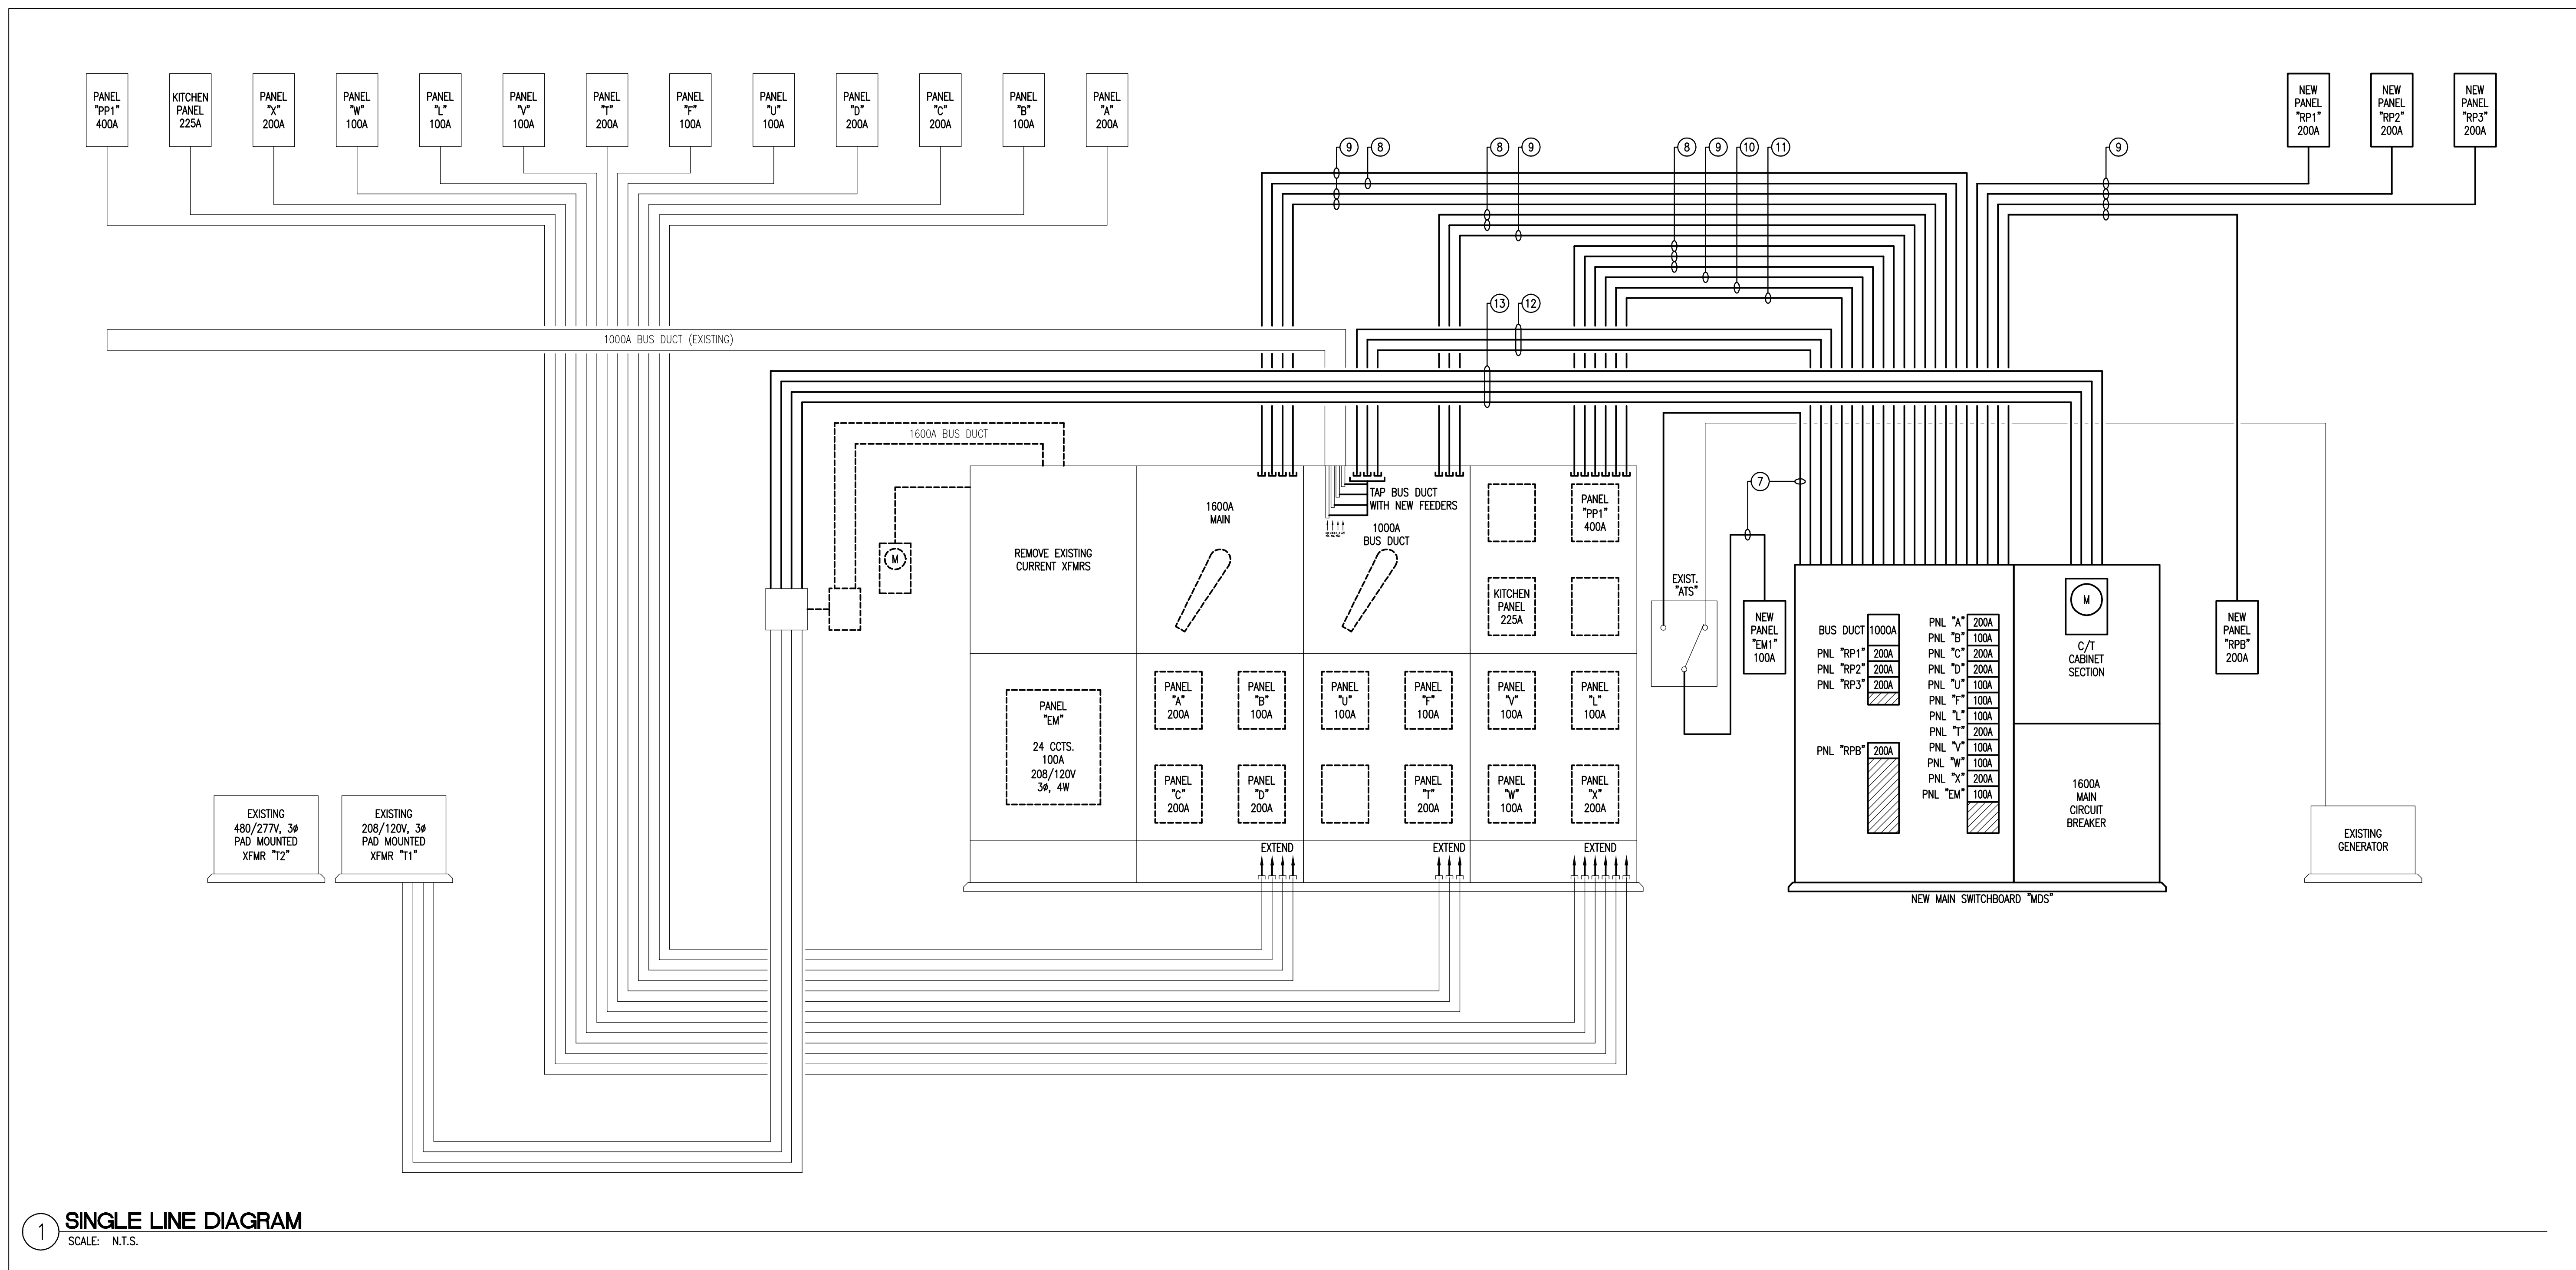 PANEL
"PP1"
400A
KITCHEN
PANEL
225A
PANEL
"X"
200A
PANEL
"W"
100A
PANEL
"L"
100A
PANEL
"V"
100A
PANEL
"T"
200A
PANEL
"F"
100A
PANEL
"U"
100A
PANEL
"D"
200A
PANEL
"C"
200A
PANEL
"B"
100A
PANEL
"A"
200A
NEW
PANEL
"RP1"
200A
NEW
PANEL
"RP2"
200A
NEW
PANEL
"RP3"
200A
9
8
8
9
8
9
10
11
9
13
12
1000A BUS DUCT (EXISTING)
1600A BUS DUCT
M
REMOVE EXISTING
CURRENT XFMRS
1600A
MAIN
TAP BUS DUCT
WITH NEW FEEDERS
1000A
BUS DUCT
PANEL
"PP1"
400A
KITCHEN
PANEL
225A
PANEL
"EM"
24 CCTS.
100A
208/120V
3ø, 4W
PANEL
"A"
200A
PANEL
"B"
100A
PANEL
"U"
100A
PANEL
"F"
100A
PANEL
"V"
100A
PANEL
"L"
100A
PANEL
"C"
200A
PANEL
"D"
200A
PANEL
"T"
200A
PANEL
"W"
100A
PANEL
"X"
200A
EXTEND
EXTEND
EXTEND
7
EXIST.
"ATS"
NEW
PANEL
"EM1"
100A
BUS DUCT 1000A
PNL "RP1" 200A
PNL "RP2" 200A
PNL "RP3" 200A
PNL "RPB" 200A
PNL "A" 200A
PNL "B" 100A
PNL "C" 200A
PNL "D" 200A
PNL "U" 100A
PNL "F" 100A
PNL "L" 100A
PNL "T" 200A
PNL "V" 100A
PNL "W" 100A
PNL "X" 200A
PNL "EM" 100A
M
C/T
CABINET
SECTION
1600A
MAIN
CIRCUIT
BREAKER
NEW MAIN SWITCHBOARD "MDS"
NEW
PANEL
"RPB"
200A
EXISTING
480/277V, 3ø
PAD MOUNTED
XFMR "T2"
EXISTING
208/120V, 3ø
PAD MOUNTED
XFMR "T1"
EXISTING
GENERATOR
1
SINGLE LINE DIAGRAM
SCALE: N.T.S.